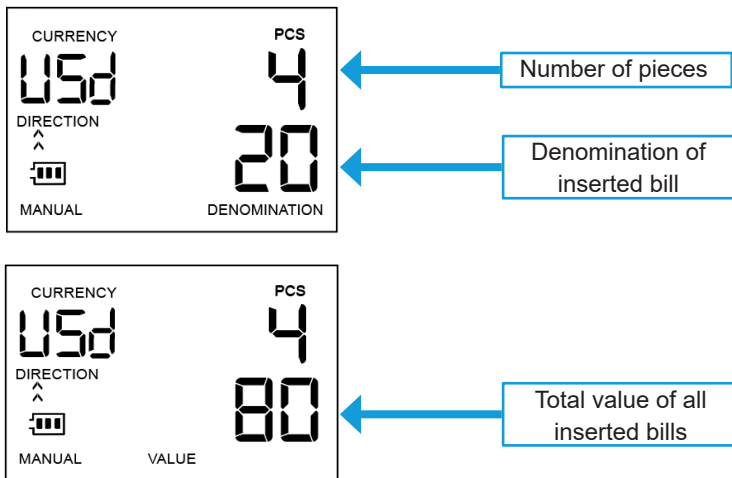 CURRENCY PCS
USd 4
Number of pieces
DIRECTION
20
Denomination of
inserted bill
MANUAL DENOMINATION
CURRENCY PCS
USd 4
DIRECTION
80
Total value of all
inserted bills
MANUAL VALUE